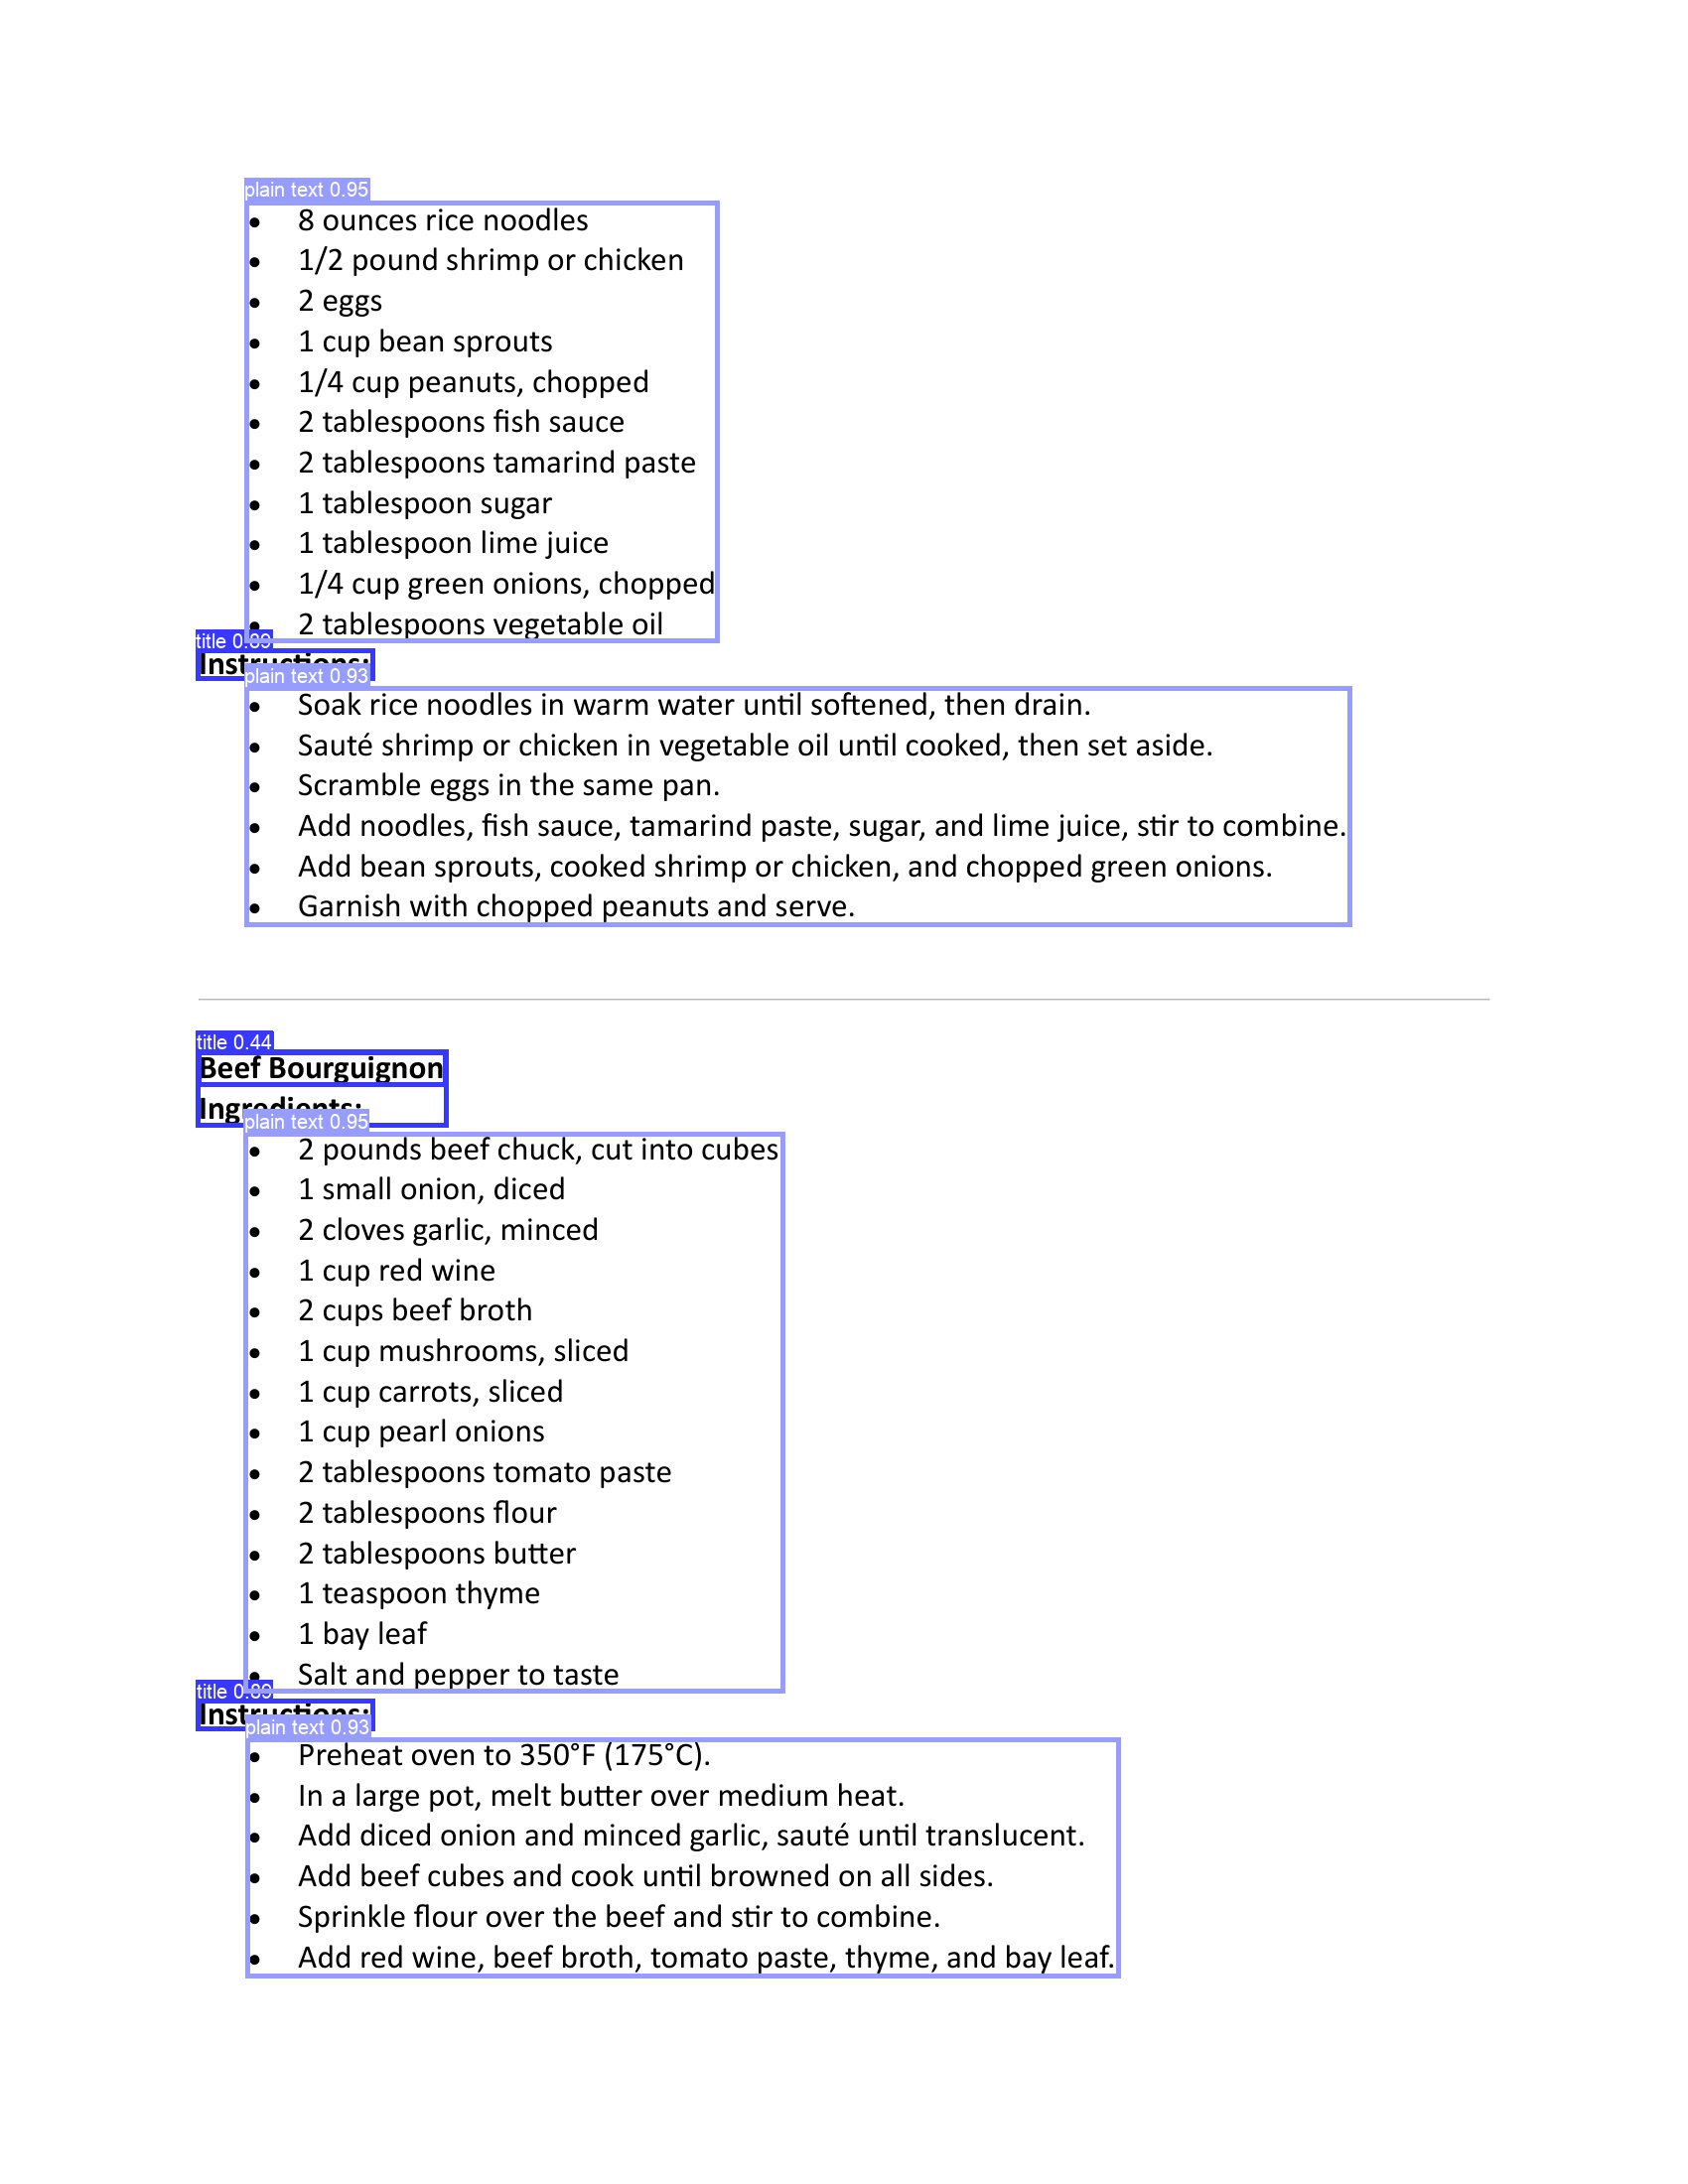 plain text 0.95
• 8 ounces rice noodles
• 1/2 pound shrimp or chicken
• 2 eggs
• 1 cup bean sprouts
• 1/4 cup peanuts, chopped
• 2 tablespoons fish sauce
• 2 tablespoons tamarind paste
• 1 tablespoon sugar
• 1 tablespoon lime juice
• 1/4 cup green onions, chopped
• 2 tablespoons vegetable oil
title 0.89
Instructions:
plain text 0.93
• Soak rice noodles in warm water until softened, then drain.
• Sauté shrimp or chicken in vegetable oil until cooked, then set aside.
• Scramble eggs in the same pan.
• Add noodles, fish sauce, tamarind paste, sugar, and lime juice, stir to combine.
• Add bean sprouts, cooked shrimp or chicken, and chopped green onions.
• Garnish with chopped peanuts and serve.
title 0.44
Beef Bourguignon
Ingredients:
plain text 0.95
• 2 pounds beef chuck, cut into cubes
• 1 small onion, diced
• 2 cloves garlic, minced
• 1 cup red wine
• 2 cups beef broth
• 1 cup mushrooms, sliced
• 1 cup carrots, sliced
• 1 cup pearl onions
• 2 tablespoons tomato paste
• 2 tablespoons flour
• 2 tablespoons butter
• 1 teaspoon thyme
• 1 bay leaf
• Salt and pepper to taste
title 0.89
Instructions:
plain text 0.93
• Preheat oven to 350°F (175°C).
• In a large pot, melt butter over medium heat.
• Add diced onion and minced garlic, sauté until translucent.
• Add beef cubes and cook until browned on all sides.
• Sprinkle flour over the beef and stir to combine.
• Add red wine, beef broth, tomato paste, thyme, and bay leaf.